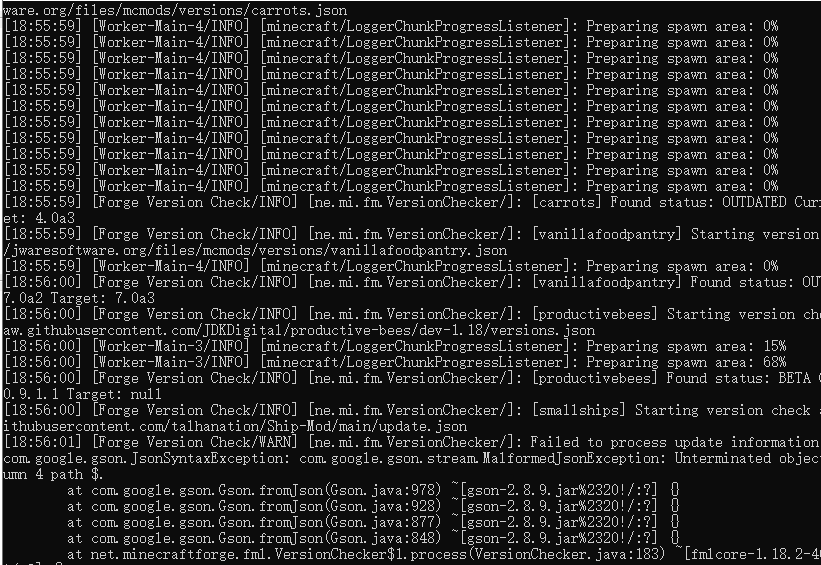 ware.org/files/mcmods/versions/carrots.json
[18:55:59] [Worker-Main-4/INFO] [minecraft/LoggerChunkProgressListener]: Preparing spawn area: 0%
[18:55:59] [Worker-Main-4/INFO] [minecraft/LoggerChunkProgressListener]: Preparing spawn area: 0%
[18:55:59] [Worker-Main-4/INFO] [minecraft/LoggerChunkProgressListener]: Preparing spawn area: 0%
[18:55:59] [Worker-Main-4/INFO] [minecraft/LoggerChunkProgressListener]: Preparing spawn area: 0%
[18:55:59] [Worker-Main-4/INFO] [minecraft/LoggerChunkProgressListener]: Preparing spawn area: 0%
[18:55:59] [Worker-Main-4/INFO] [minecraft/LoggerChunkProgressListener]: Preparing spawn area: 0%
[18:55:59] [Worker-Main-4/INFO] [minecraft/LoggerChunkProgressListener]: Preparing spawn area: 0%
[18:55:59] [Worker-Main-4/INFO] [minecraft/LoggerChunkProgressListener]: Preparing spawn area: 0%
[18:55:59] [Worker-Main-4/INFO] [minecraft/LoggerChunkProgressListener]: Preparing spawn area: 0%
[18:55:59] [Worker-Main-4/INFO] [minecraft/LoggerChunkProgressListener]: Preparing spawn area: 0%
[18:55:59] [Worker-Main-4/INFO] [minecraft/LoggerChunkProgressListener]: Preparing spawn area: 0%
[18:55:59] [Forge Version Check/INFO] [ne.mi.fm.VersionChecker/]: [carrots] Found status: OUTDATED Curr
et: 4.0a3
[18:55:59] [Forge Version Check/INFO] [ne.mi.fm.VersionChecker/]: [vanillafoodpantry] Starting version
/jwaresoftware.org/files/mcmods/versions/vanillafoodpantry.json
[18:55:59] [Worker-Main-4/INFO] [minecraft/LoggerChunkProgressListener]: Preparing spawn area: 0%
[18:56:00] [Forge Version Check/INFO] [ne.mi.fm.VersionChecker/]: [vanillafoodpantry] Found status: OU
7.0a2 Target: 7.0a3
[18:56:00] [Forge Version Check/INFO] [ne.mi.fm.VersionChecker/]: [productivebees] Starting version che
aw.githubusercontent.com/JDKDigital/productive-bees/dev-1.18/versions.json
[18:56:00] [Worker-Main-3/INFO] [minecraft/LoggerChunkProgressListener]: Preparing spawn area: 15%
[18:56:00] [Worker-Main-3/INFO] [minecraft/LoggerChunkProgressListener]: Preparing spawn area: 68%
[18:56:00] [Forge Version Check/INFO] [ne.mi.fm.VersionChecker/]: [productivebees] Found status: BETA C
0.9.1.1 Target: null
[18:56:00] [Forge Version Check/INFO] [ne.mi.fm.VersionChecker/]: [smallships] Starting version check a
ithubusercontent.com/talhanation/Ship-Mod/main/update.json
[18:56:01] [Forge Version Check/WARN] [ne.mi.fm.VersionChecker/]: Failed to process update information
com.google.gson.JsonSyntaxException: com.google.gson.stream.MalformedJsonException: Unterminated object
umn 4 path $.
at com.google.gson.Gson.fromJson(Gson.java:978) ~[gson-2.8.9.jar%2320!/:?] {}
at com.google.gson.Gson.fromJson(Gson.java:928) ~[gson-2.8.9.jar%2320!/:?] {}
at com.google.gson.Gson.fromJson(Gson.java:877) ~[gson-2.8.9.jar%2320!/:?] {}
at com.google.gson.Gson.fromJson(Gson.java:848) ~[gson-2.8.9.jar%2320!/:?] {}
at net.minecraftforge.fml.VersionChecker$1.process(VersionChecker.java:183) ~[fmlcore-1.18.2-40